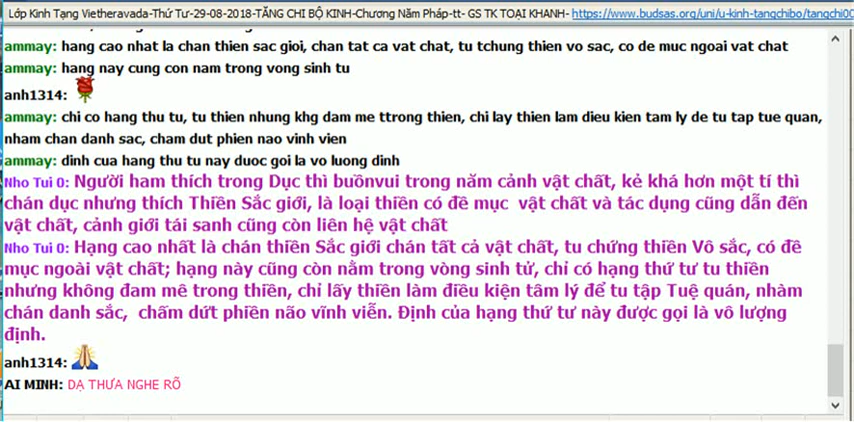 Lớp Kinh Tạng Vietheravada-Thứ Tư-29-08-2018-TĂNG CHI BỘ KINH-Chương Năm Pháp-tt- GS TK TOẠI KHANH- https://www.budsas.org/uni/u-kinh-tangchibo/tangchi0
ammay: hang cao nhat la chan thien sac gioi, chan tat ca vat chat, tu tchung thien vo sac, co de muc ngoai vat chat
ammay: hang nay cung con nam trong vong sinh tu
anh1314:
ammay: chi co hang thu tu, tu thien nhung khg dam me ttrong thien, chi lay thien lam dieu kien tam ly de tu tap tue quan,
nham chan danh sac, cham dut phien nao vinh vien
ammay: dinh cua hang thu tu nay duoc goi la vo luong dinh
Nho Tui 0: Người ham thích trong Dục thì buồnvui trong năm cảnh vật chất, kẻ khá hơn một tí thì
chán dục nhưng thích Thiền Sắc giới, là loại thiền có đề mục vật chất và tác dụng cũng dẫn đến
vật chất, cảnh giới tái sanh cũng còn liên hệ vật chất
Nho Tui 0: Hạng cao nhất là chán thiền Sắc giới chán tất cả vật chất, tu chứng thiền Vô sắc, có đề
mục ngoài vật chất; hạng này cũng còn nằm trong vòng sinh tử, chỉ có hạng thứ tư tu thiền
nhưng không đam mê trong thiền, chỉ lấy thiền làm điều kiện tâm lý để tu tập Tuệ quán, nhàm
chán danh sắc, chấm dứt phiền não vĩnh viễn. Định của hạng thứ tư này được gọi là vô lượng
định.
anh1314:
AI MINH: DẠ THƯA NGHE RÕ